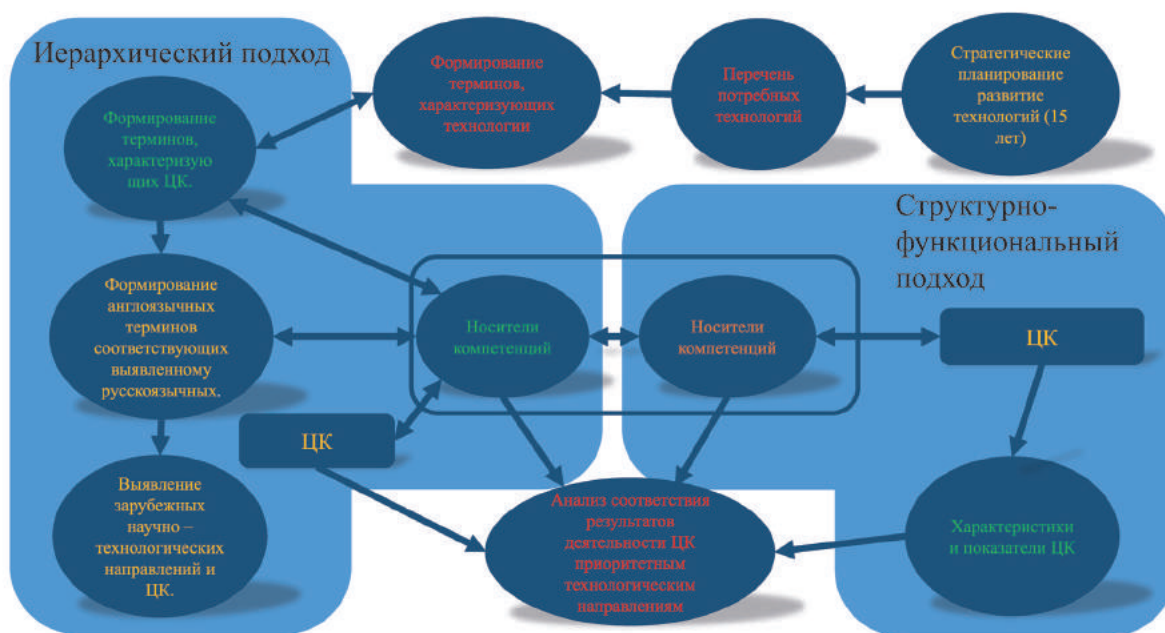 Иерархический подход
Формирование
терминов,
характеризующих
технологии
Перечень
потребных
технологий
Стратегические
планирование
развитие
технологий (15
лет)
Формирование
терминов,
характеризую
щих ЦК.
Структурно-
функциональный
подход
Формирование
англоязычных
терминов
соответствующих
выявленному
русскоязычных.
Носители
компетенций
Носители
компетенций
ЦК
ЦК
Выявление
зарубежных
научно –
технологических
направлений и
ЦК.
Анализ соответствия
результатов
деятельности ЦК
приоритетным
технологическим
направлениям
Характеристики
и показатели ЦК